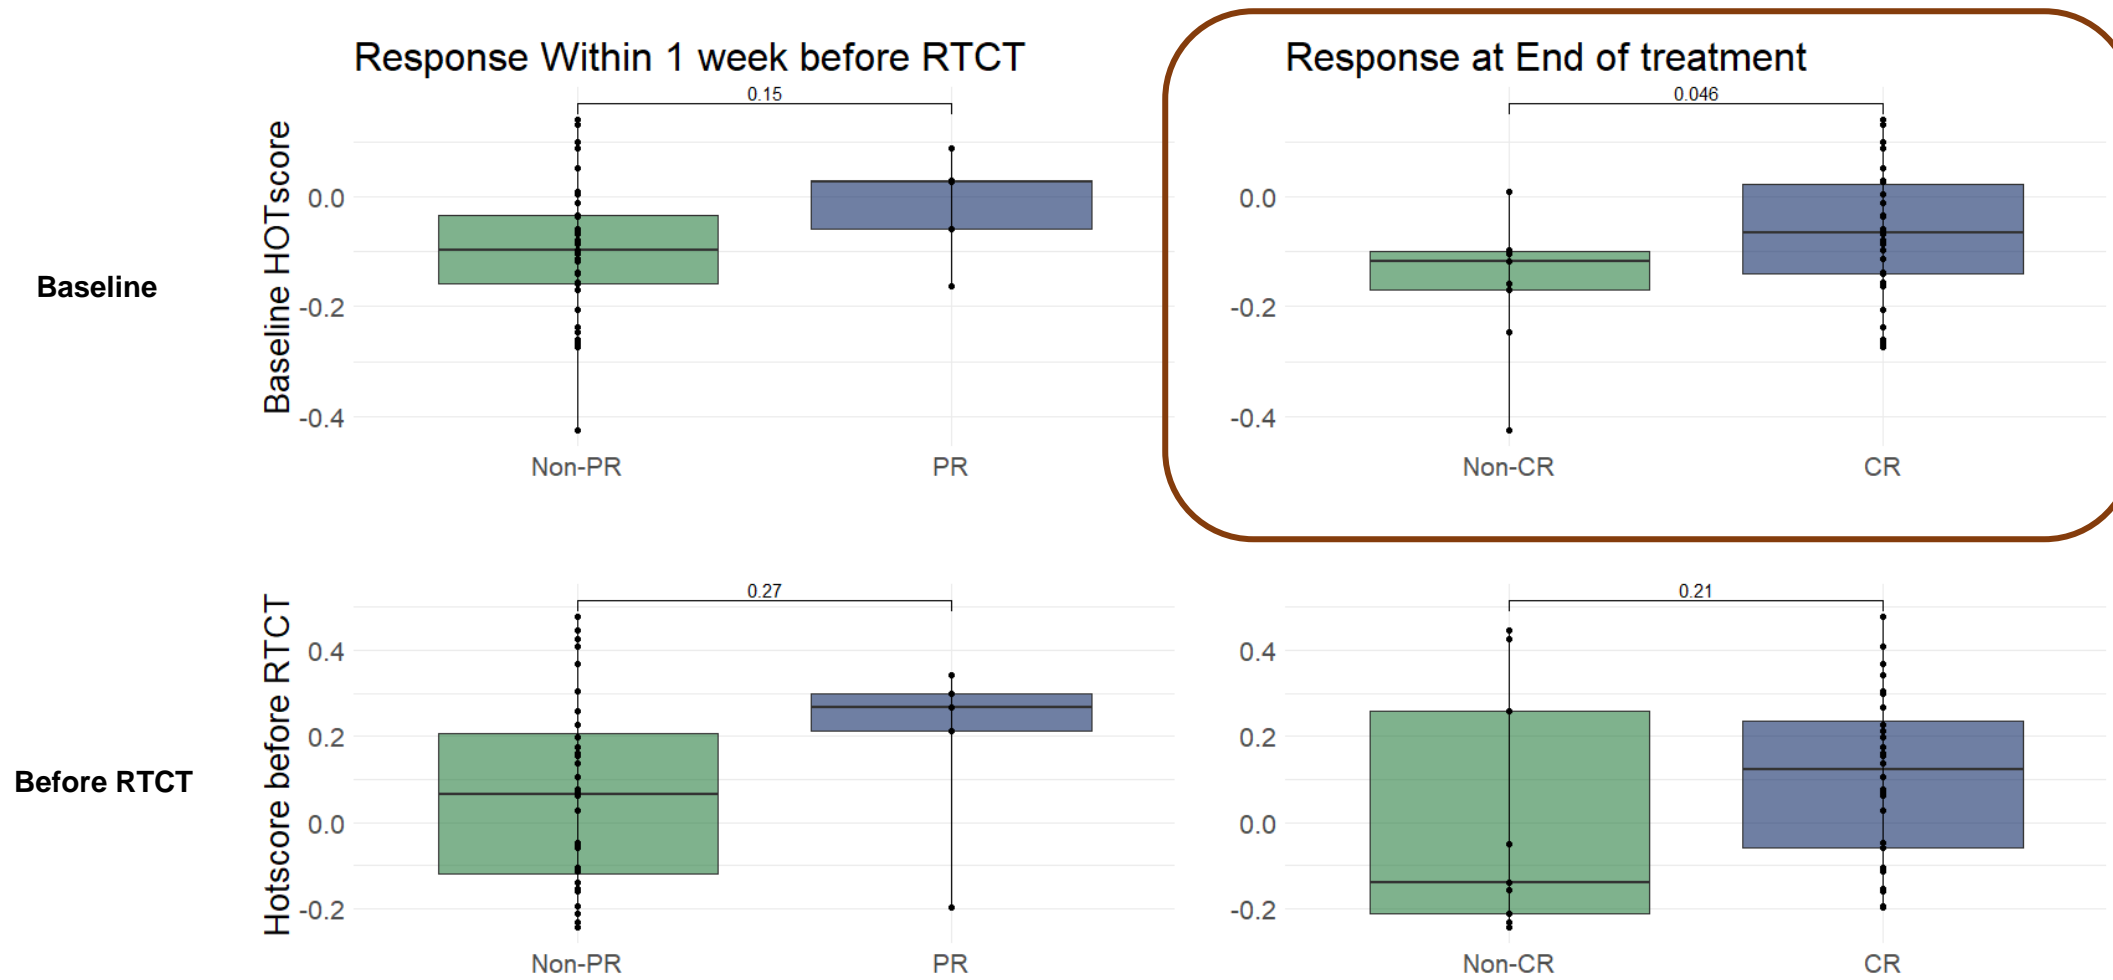 Response Within 1 week before RTCT
Response at End of treatment
Baseline
Baseline HOTscore
0.15
0.0
-0.2
-0.4
Non-PR
PR
0.046
0.0
-0.2
-0.4
Non-CR
CR
Before RTCT
Hotscore before RTCT
0.27
0.4
0.2
0.0
-0.2
Non-PR
PR
0.21
0.4
0.2
0.0
-0.2
Non-CR
CR